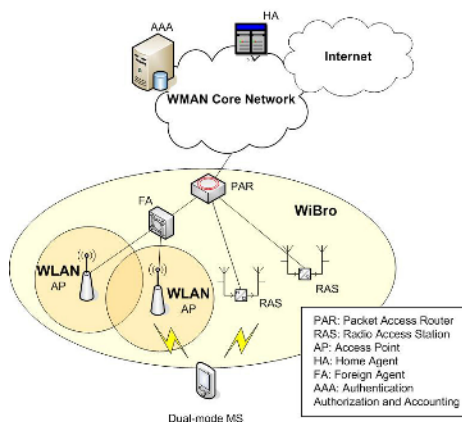 HA
AAA
Internet
WMAN Core Network
PAR
FA
WiBro
WLAN
AP
WLAN
AP
RAS
RAS
PAR: Packet Access Router
RAS: Radio Access Station
AP: Access Point
HA: Home Agent
FA: Foreign Agent
AAA: Authentication
Authorization and Accounting
Dual-mode MS